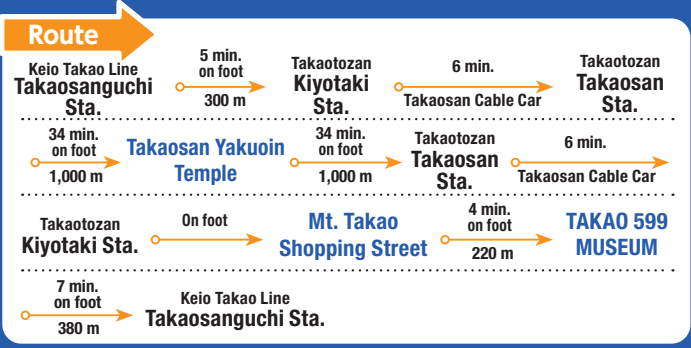 Route
Keio Takao Line
Takaosanguchi
Sta.
5 min.
on foot
300 m
Takaotozan
Kiyotaki
Sta.
6 min.
Takaosan Cable Car
Takaotozan
Takaosan
Sta.
34 min.
on foot
1,000 m
Takaosan Yakuoin
Temple
34 min.
on foot
1,000 m
Takaotozan
Takaosan
Sta.
6 min.
Takaosan Cable Car
Takaotozan
Kiyotaki Sta.
On foot
Mt. Takao
Shopping Street
4 min.
on foot
220 m
TAKAO 599
MUSEUM
7 min.
on foot
380 m
Keio Takao Line
Takaosanguchi Sta.